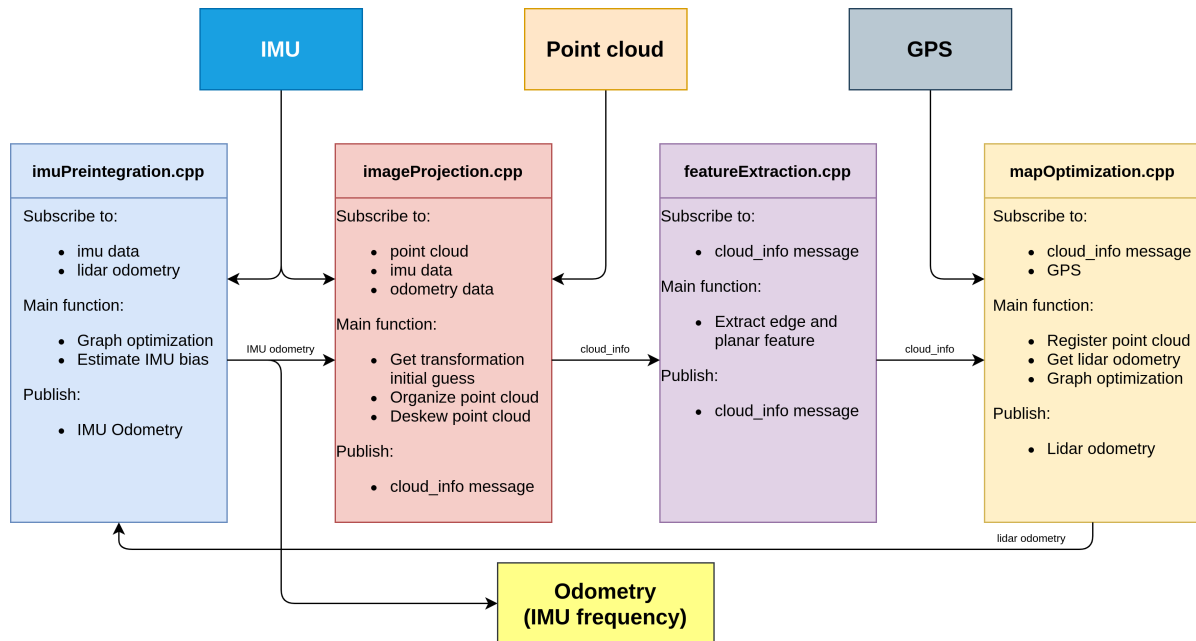 IMU
Point cloud
GPS
imuPreintegration.cpp
Subscribe to:
imu data
lidar odometry
Main function:
Graph optimization
Estimate IMU bias
Publish:
IMU Odometry
IMU odometry
imageProjection.cpp
Subscribe to:
point cloud
imu data
odometry data
Main function:
Get transformation
initial guess
Organize point cloud
Deskew point cloud
Publish:
cloud_info message
cloud_info
featureExtraction.cpp
Subscribe to:
cloud_info message
Main function:
Extract edge and
planar feature
Publish:
cloud_info message
cloud_info
mapOptimization.cpp
Subscribe to:
cloud_info message
GPS
Main function:
Register point cloud
Get lidar odometry
Graph optimization
Publish:
Lidar odometry
lidar odometry
Odometry
(IMU frequency)